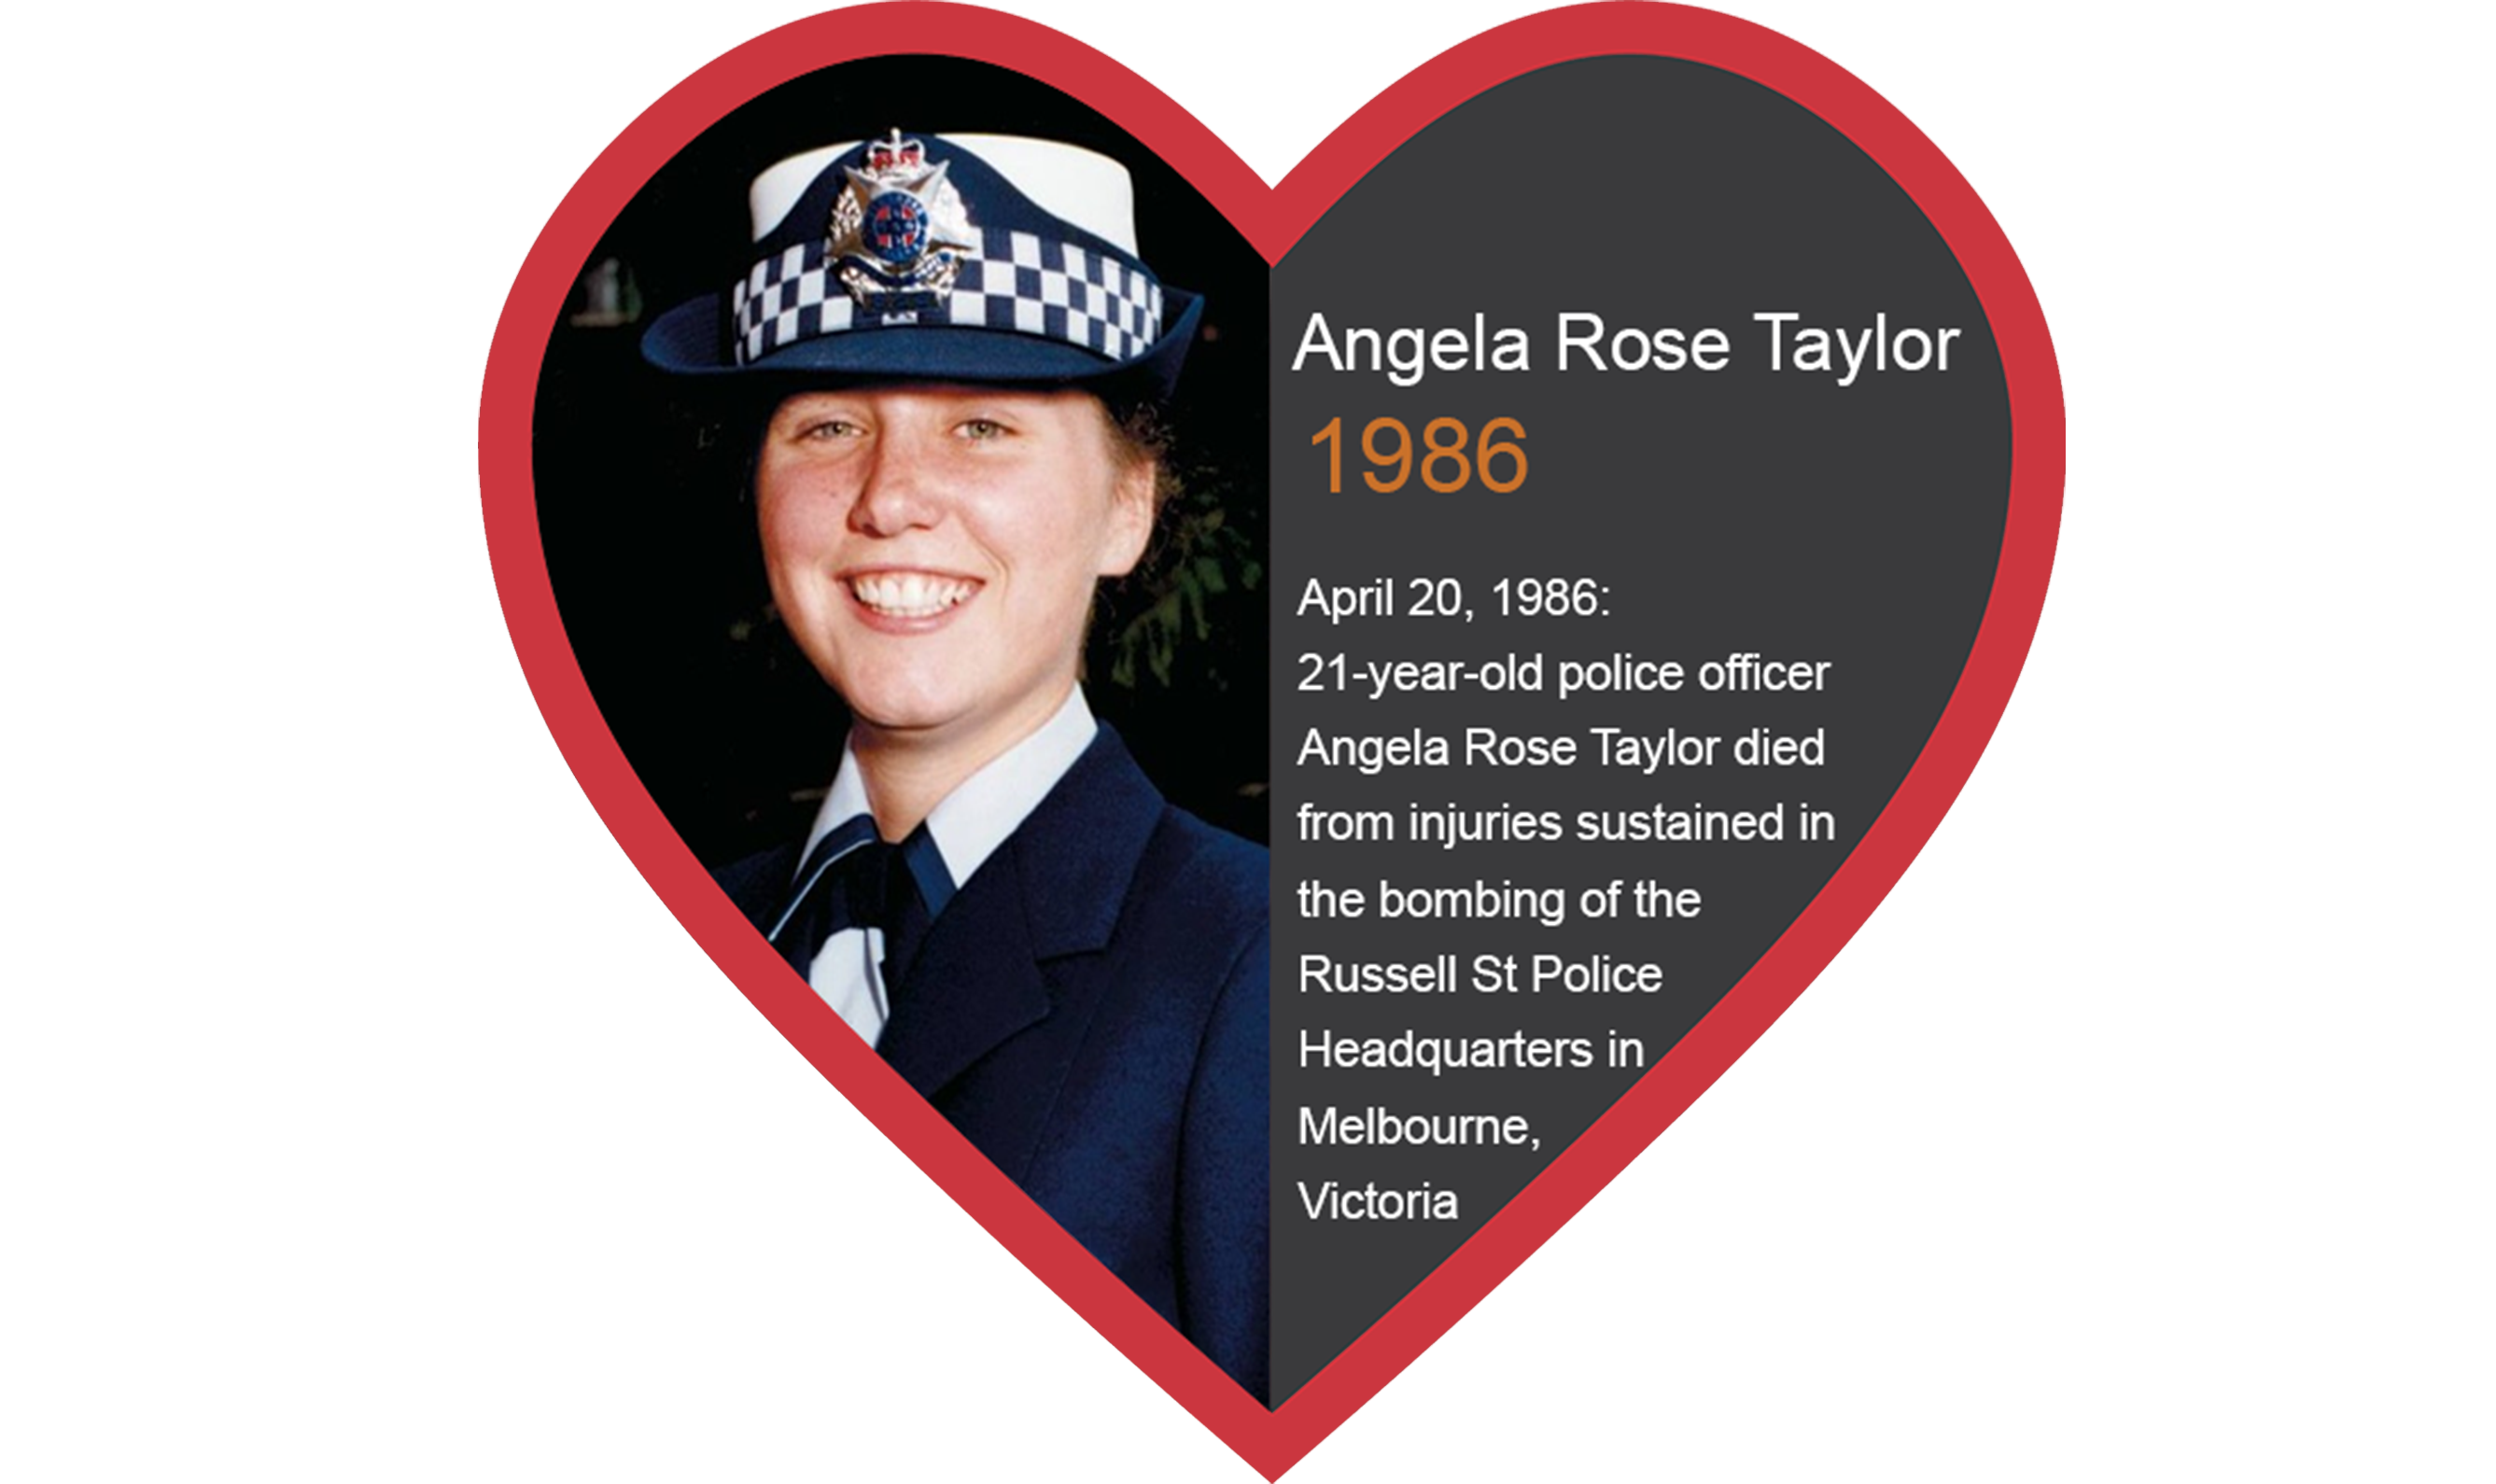 Angela Rose Taylor
1986
April 20, 1986:
21-year-old police officer
Angela Rose Taylor died
from injuries sustained in
the bombing of the
Russell St Police
Headquarters in
Melbourne,
Victoria